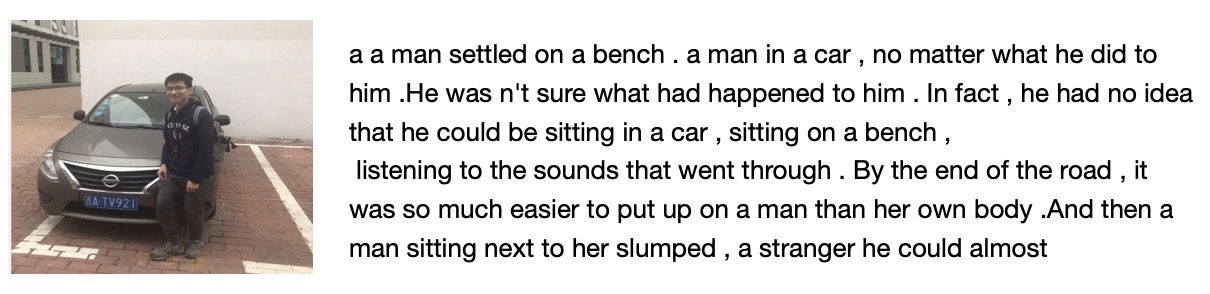 吉A TV921
a a man settled on a bench . a man in a car , no matter what he did to
him .He was n't sure what had happened to him . In fact , he had no idea
that he could be sitting in a car , sitting on a bench ,
listening to the sounds that went through . By the end of the road , it
was so much easier to put up on a man than her own body .And then a
man sitting next to her slumped , a stranger he could almost